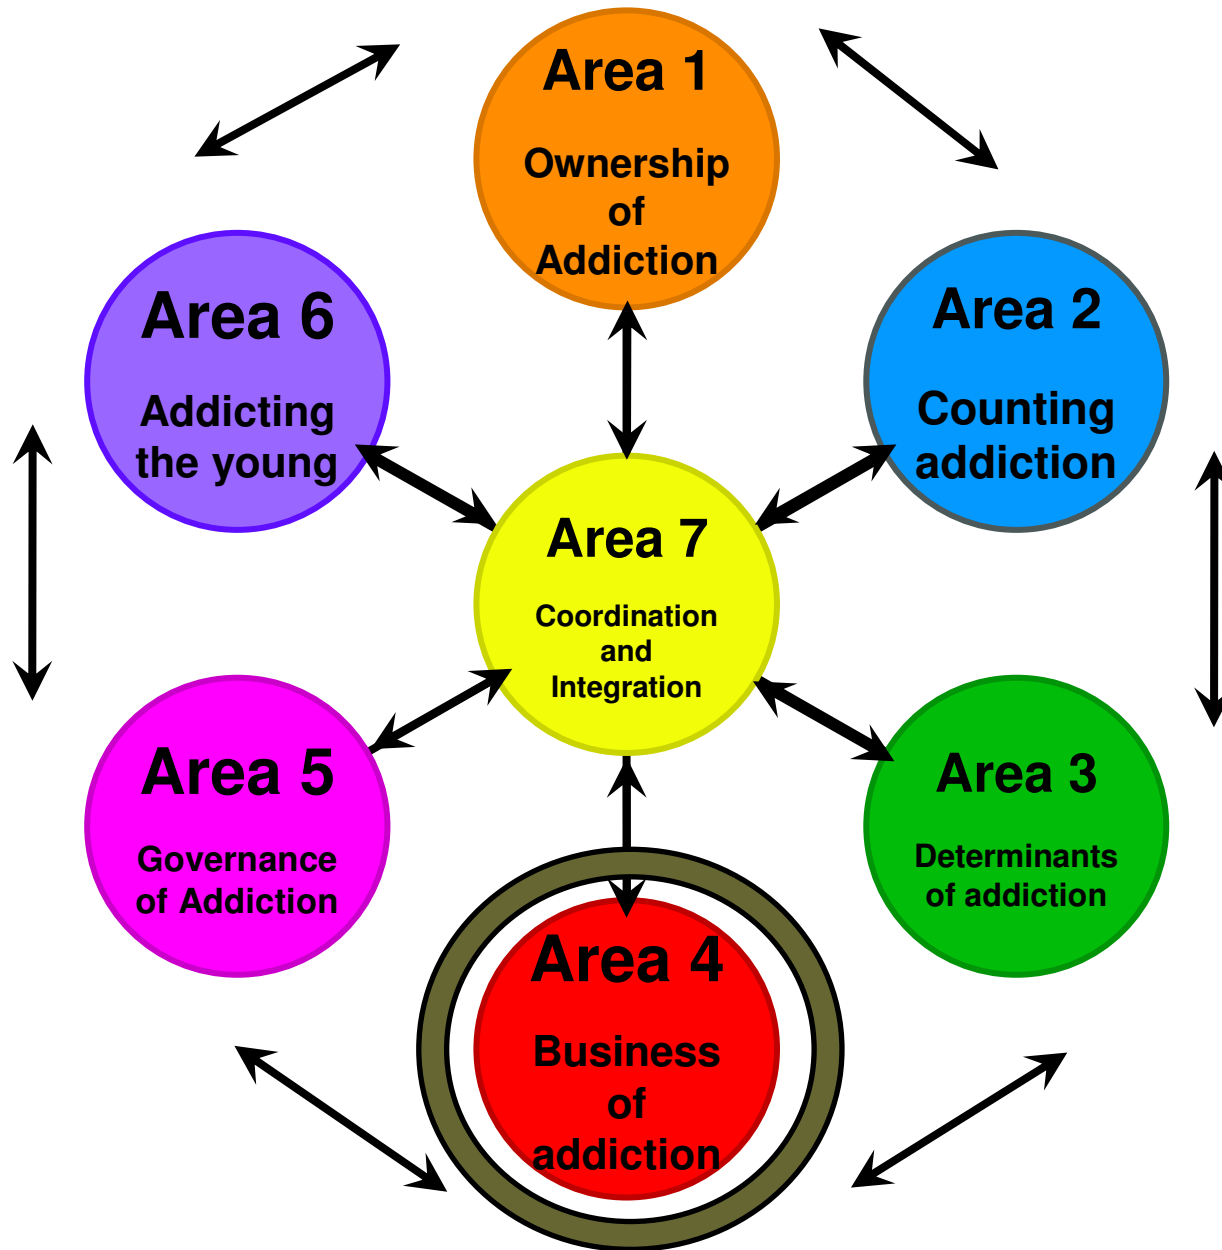 Area 1
Ownership
of
Addiction
Area 2
Counting
addiction
Area 3
Determinants
of addiction
Area 4
Business
of
addiction
Area 5
Governance
of Addiction
Area 6
Addicting
the young
Area 7
Coordination
and
Integration